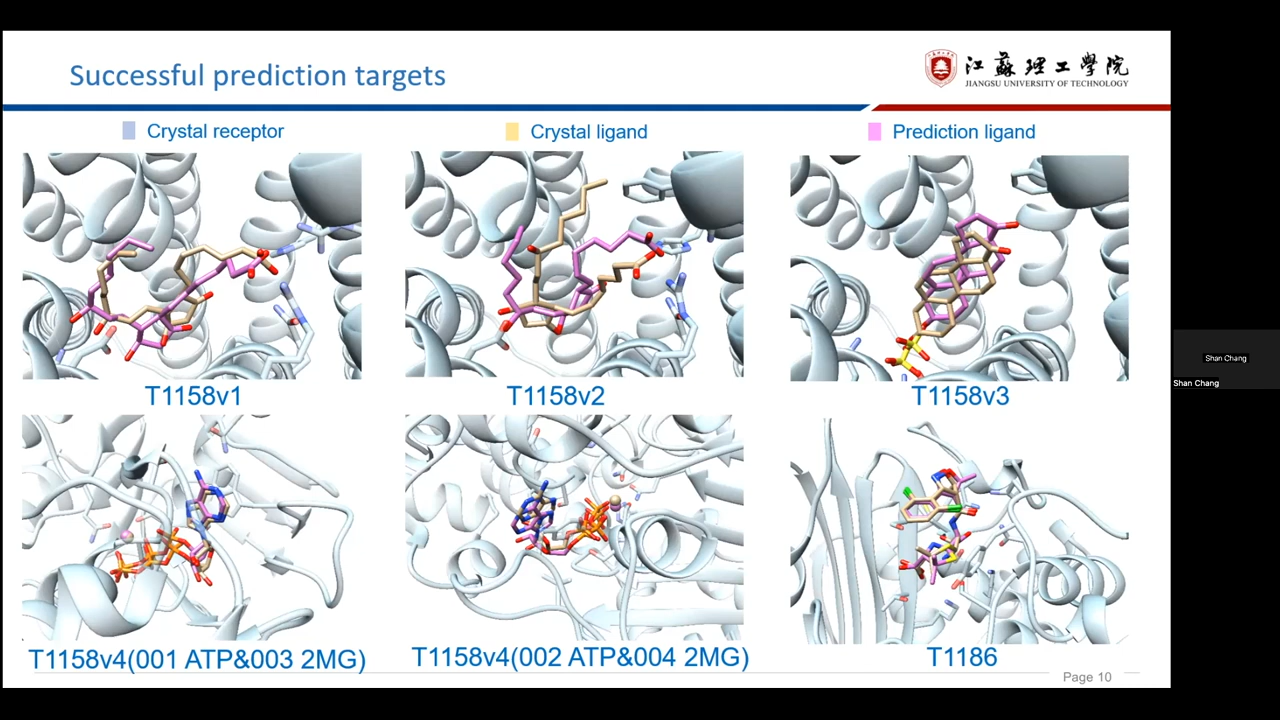 Successful prediction targets
江蘇理工學院
JIANGSU UNIVERSITY OF TECHNOLOGY
Crystal receptor
Crystal ligand
Prediction ligand
T1158v1
T1158v2
T1158v3
T1158v4(001 ATP&003 2MG)
T1158v4(002 ATP&004 2MG)
T1186
Page 10
Shan Chang
Shan Chang